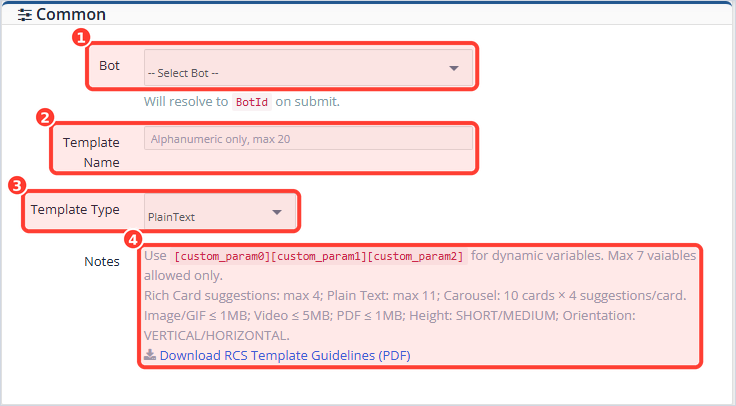 Common
1
Bot
-- Select Bot --
Will resolve to BotId on submit.
2
Template
Name
Alphanumeric only, max 20
3
Template Type
PlainText
4
Notes
Use [custom_param0][custom_param1][custom_param2] for dynamic variables. Max 7 vaiables
allowed only.
Rich Card suggestions: max 4; Plain Text: max 11; Carousel: 10 cards × 4 suggestions/card.
Image/GIF ≤ 1MB; Video ≤ 5MB; PDF ≤ 1MB; Height: SHORT/MEDIUM; Orientation:
VERTICAL/HORIZONTAL.
Download RCS Template Guidelines (PDF)